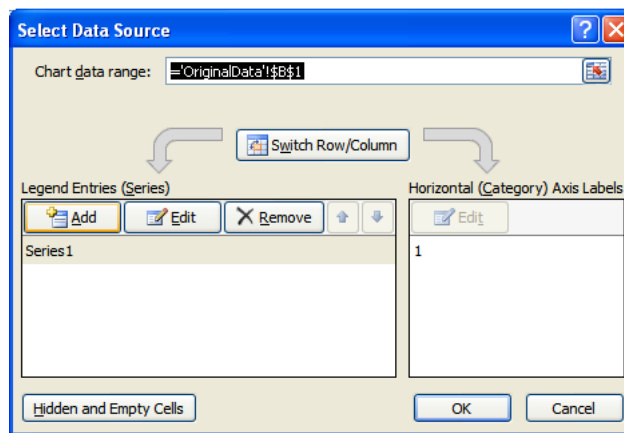 Select Data Source
Chart data range: ='OriginalData'!$B$1
Switch Row/Column
Legend Entries (Series)
Horizontal (Category) Axis Labels
Add Edit Remove
Edit
Series1
1
Hidden and Empty Cells
OK Cancel